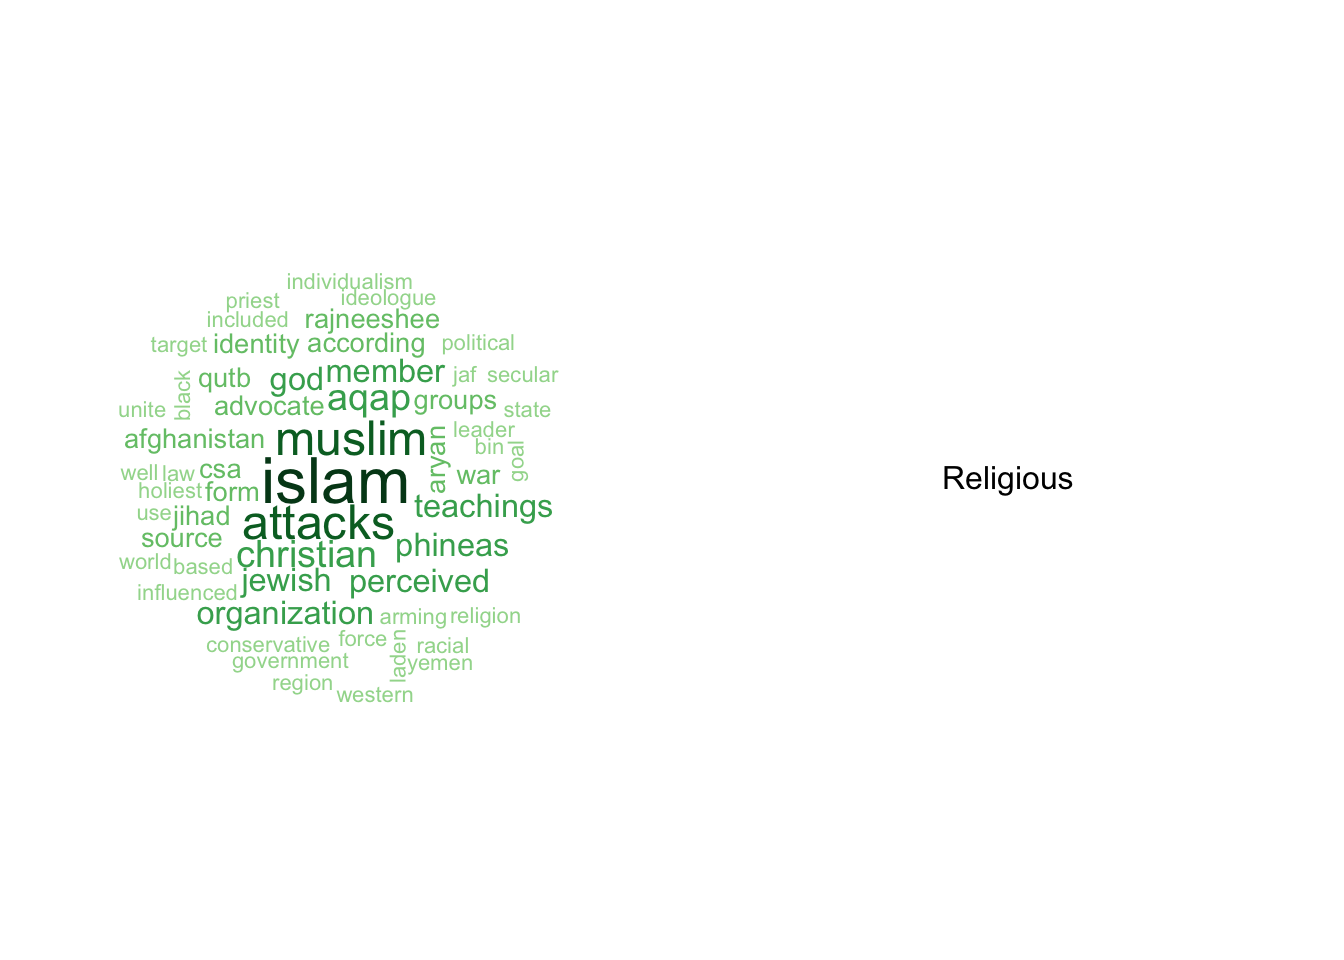 individualism
priest ideologue
included rajneeshee
target identity according political
qutb god member jaf secular
black
unite advocate aqap groups state
afghanistan muslim aryan leader
bin goal
well law csa islam war Religious
holiest form
use jihad attacks teachings
source christian phineas
world based jewish perceived
influenced
organization arming religion
conservative force laden racial
government yemen
region western